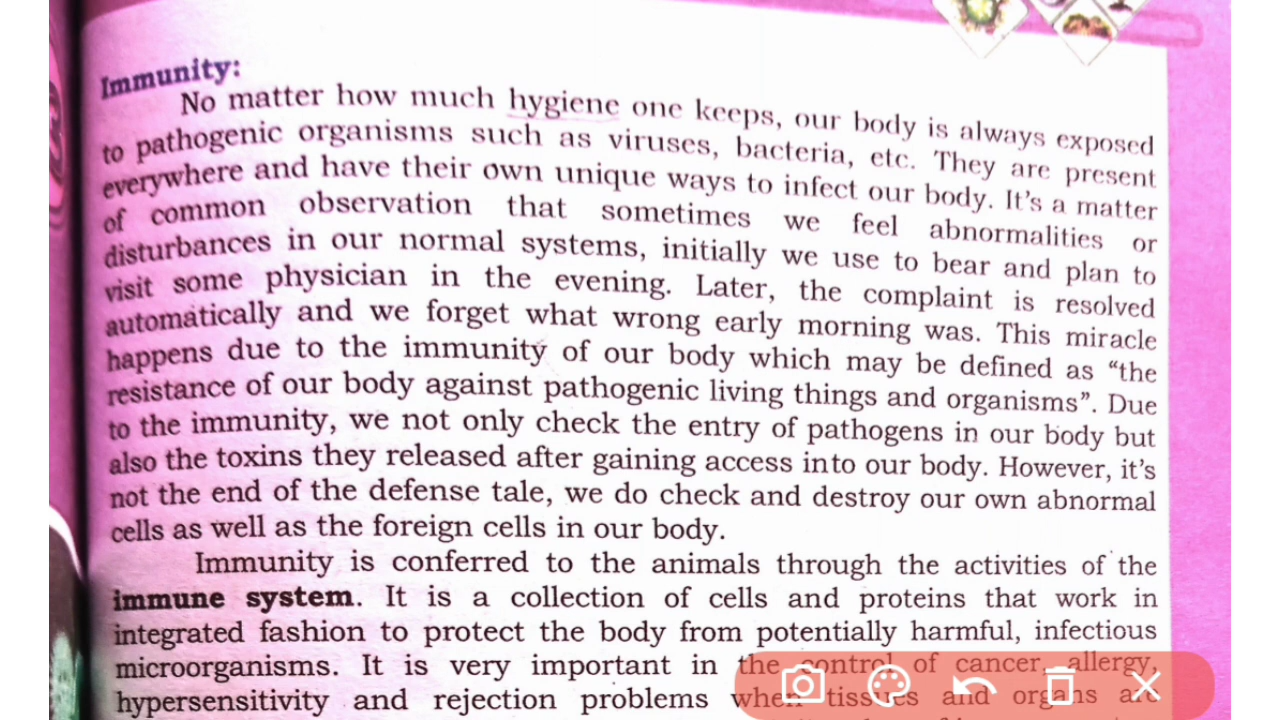 Immunity:
No matter how much hygiene one keeps, our body is always exposed
to pathogenic organisms such as viruses, bacteria, etc. They are present
everywhere and have their own unique ways to infect our body. It's a matter
of common observation that sometimes we feel abnormalities or
disturbances in our normal systems, initially we use to bear and plan to
visit some physician in the evening. Later, the complaint is resolved
automatically and we forget what wrong early morning was. This miracle
happens due to the immunity of our body which may be defined as “the
resistance of our body against pathogenic living things and organisms”. Due
to the immunity, we not only check the entry of pathogens in our body but
also the toxins they released after gaining access into our body. However, it's
not the end of the defense tale, we do check and destroy our own abnormal
cells as well as the foreign cells in our body.
Immunity is conferred to the animals through the activities of the
immune system. It is a collection of cells and proteins that work in
integrated fashion to protect the body from potentially harmful, infectious
microorganisms. It is very important in the control of cancer, allergy,
hypersensitivity and rejection problems when tissues and organs are